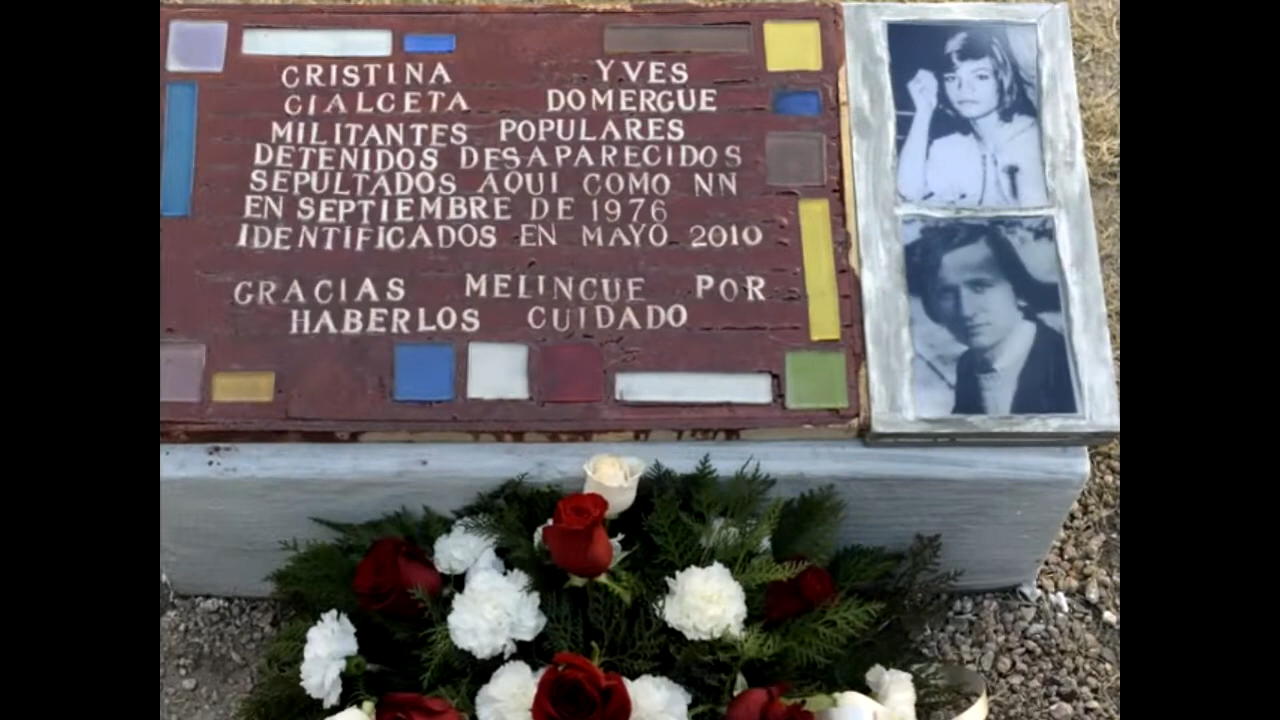 CRISTINA YVES
CIALCETA DOMERGUE
MILITANTES POPULARES
DETENIDOS DESAPARECIDOS
SEPULTADOS AQUI COMO NN
EN SEPTIEMBRE DE 1976
IDENTIFICADOS EN MAYO 2010
GRACIAS MELINCUE POR
HABERLOS CUIDADO